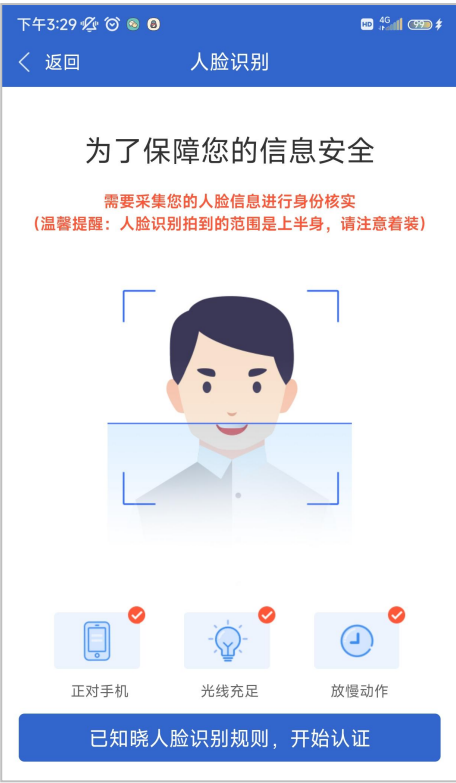 下午3:29
HD 4G 99
返回 人脸识别
为了保障您的信息安全
需要采集您的人脸信息进行身份核实
（温馨提醒：人脸识别拍到的范围是上半身，请注意着装）
正对手机 光线充足 放慢动作
已知晓人脸识别规则，开始认证